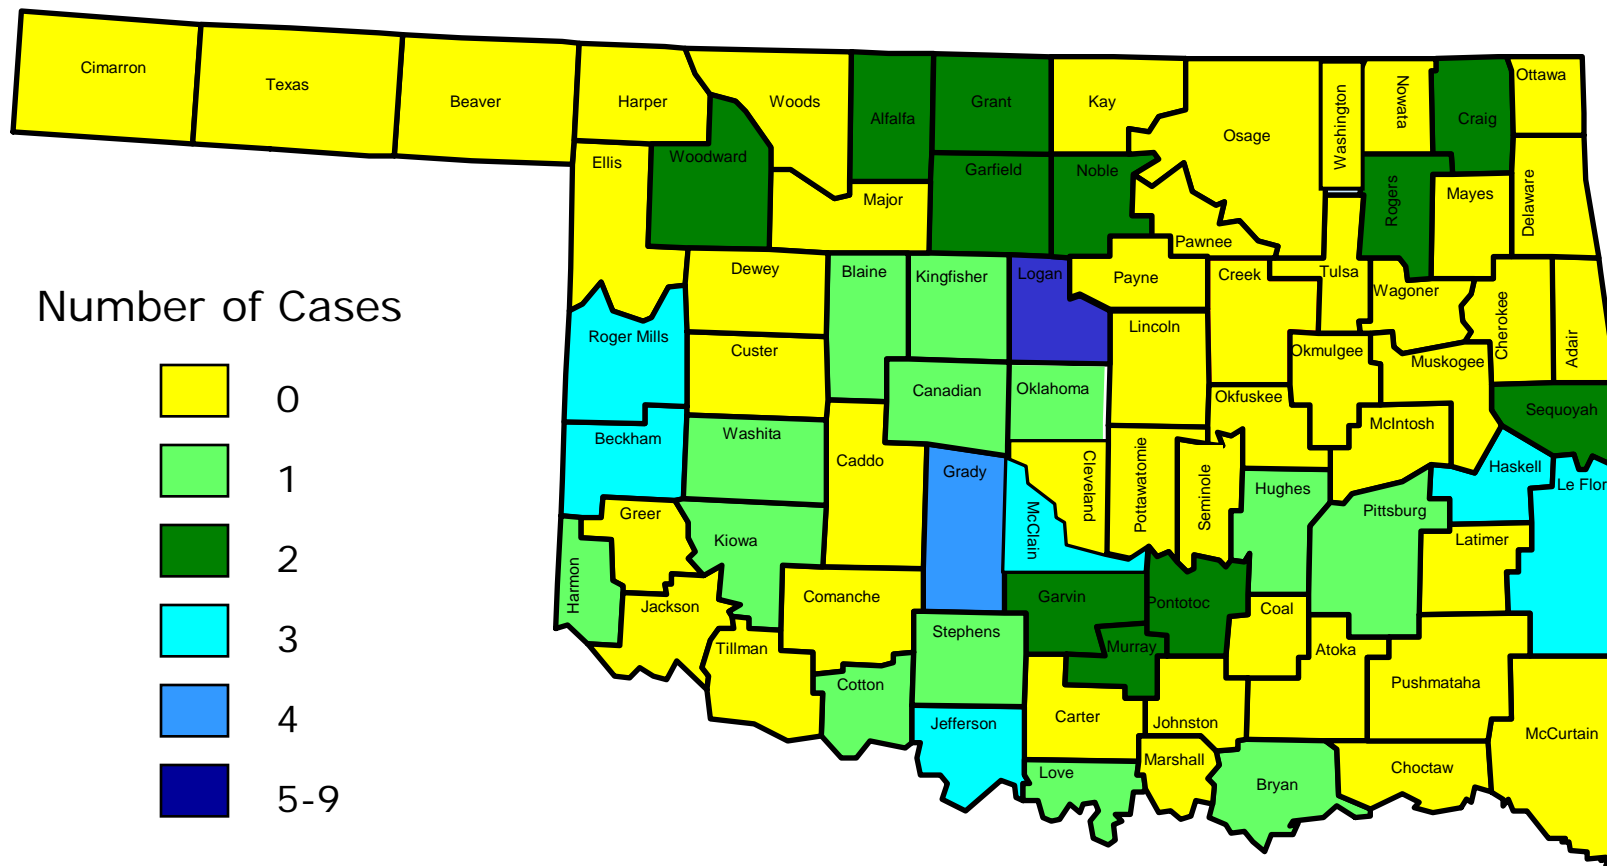 Cimarron
Texas
Beaver
Harper
Woods
Alfalfa
Grant
Kay
Osage
Washington
Nowata
Craig
Ottawa
Ellis
Woodward
Major
Garfield
Noble
Pawnee
Rogers
Mayes
Delaware
Dewey
Blaine
Kingfisher
Logan
Payne
Creek
Tulsa
Wagoner
Cherokee
Adair
Number of Cases
Roger Mills
Custer
Canadian
Oklahoma
Lincoln
Okmulgee
Muskogee
Okfuskee
McIntosh
Sequoyah
0
Beckham
Washita
Caddo
Grady
Cleveland
Pottawatomie
Seminole
Hughes
Pittsburg
Haskell
Le Flor
1
Greer
Kiowa
McClain
Latimer
2
Harmon
Jackson
Comanche
Garvin
Pontotoc
Coal
Atoka
3
Tillman
Stephens
Murray
Pushmataha
Cotton
4
Jefferson
Carter
Johnston
McCurtain
Love
Marshall
Bryan
Choctaw
5-9